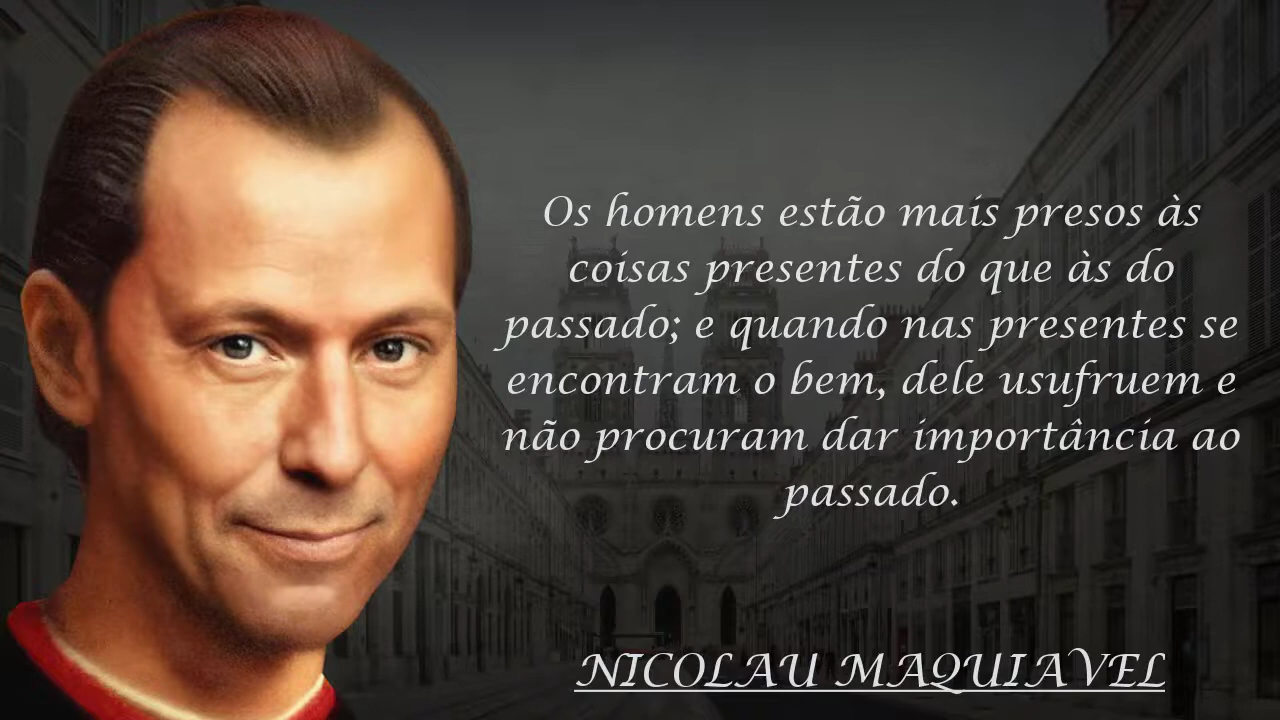 Os homens estão mais presos às
coisas presentes do que às do
passado; e quando nas presentes se
encontram o bem, dele usufruem e
não procuram dar importância ao
passado.
NICOLAU MAQUIAVEL